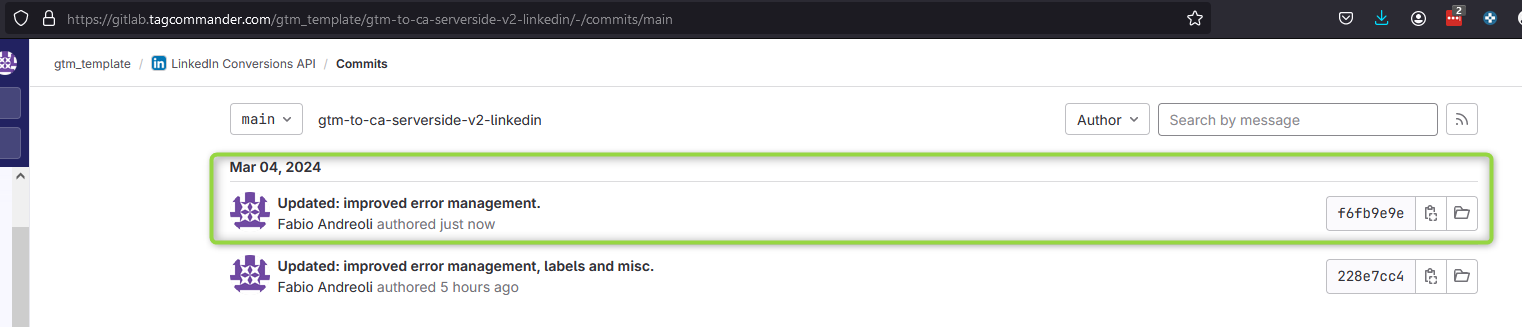 https://gitlab.tagcommander.com/gtm_template/gtm-to-ca-serverside-v2-linkedin/-/commits/main
2
gtm_template / in LinkedIn Conversions API / Commits
main gtm-to-ca-serverside-v2-linkedin Author Search by message
Mar 04, 2024
Updated: improved error management.
Fabio Andreoli authored just now
f6fb9e9e
Updated: improved error management, labels and misc.
Fabio Andreoli authored 5 hours ago
228e7cc4